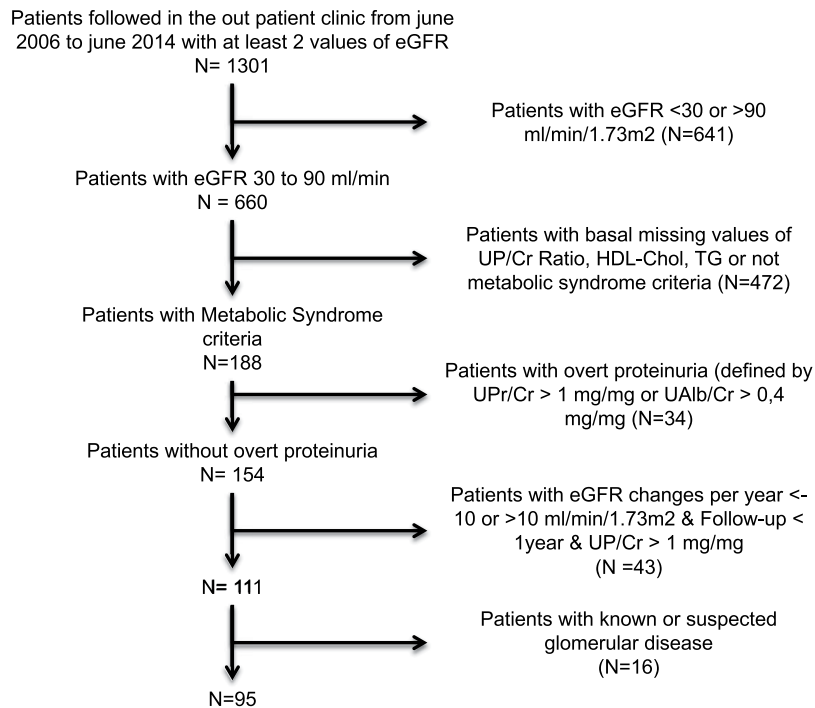 Patients followed in the out patient clinic from june
2006 to june 2014 with at least 2 values of eGFR
N= 1301
Patients with eGFR <30 or >90
ml/min/1.73m2 (N=641)
Patients with eGFR 30 to 90 ml/min
N = 660
Patients with basal missing values of
UP/Cr Ratio, HDL-Chol, TG or not
metabolic syndrome criteria (N=472)
Patients with Metabolic Syndrome
criteria
N=188
Patients with overt proteinuria (defined by
UPr/Cr > 1 mg/mg or UAlb/Cr > 0,4
mg/mg (N=34)
Patients without overt proteinuria
N= 154
Patients with eGFR changes per year <-
10 or >10 ml/min/1.73m2 & Follow-up <
1year & UP/Cr > 1 mg/mg
(N =43)
N= 111
Patients with known or suspected
glomerular disease
(N=16)
N=95